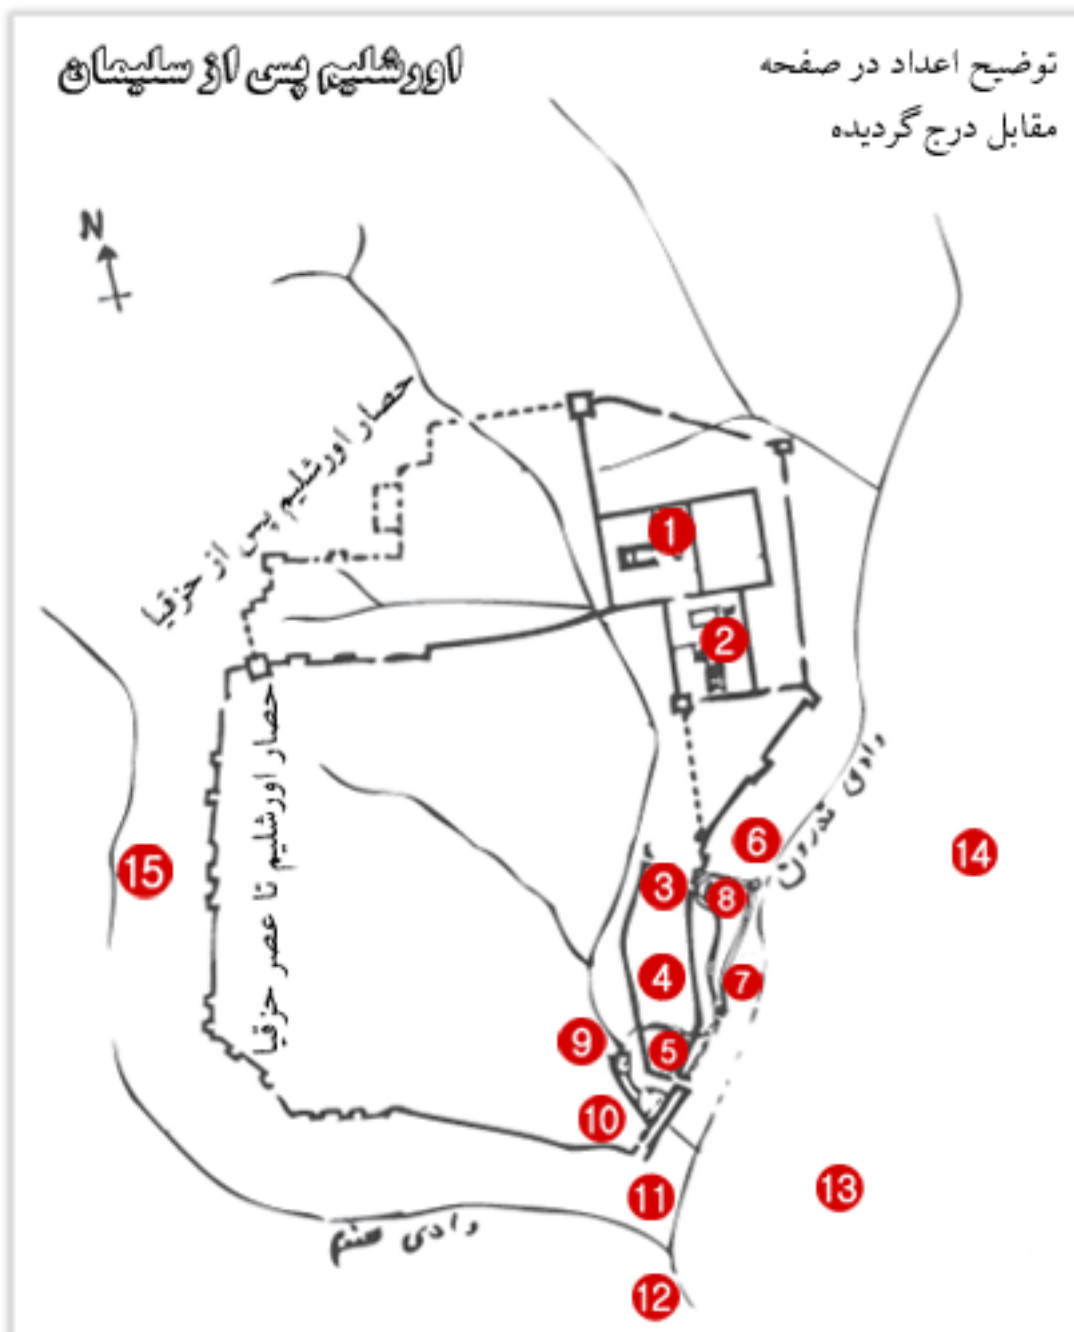 توضیح اعداد در صفحه
مقابل درج گردیده
اورشلیم پس از سلیمان
N
حصار اورشلیم پس از حزقیا
1
2
حصار اورشلیم تا عصر حزقیا
وادی قدرون
6
14
15
3
8
4
7
9
5
10
11
13
وادی هنم
12